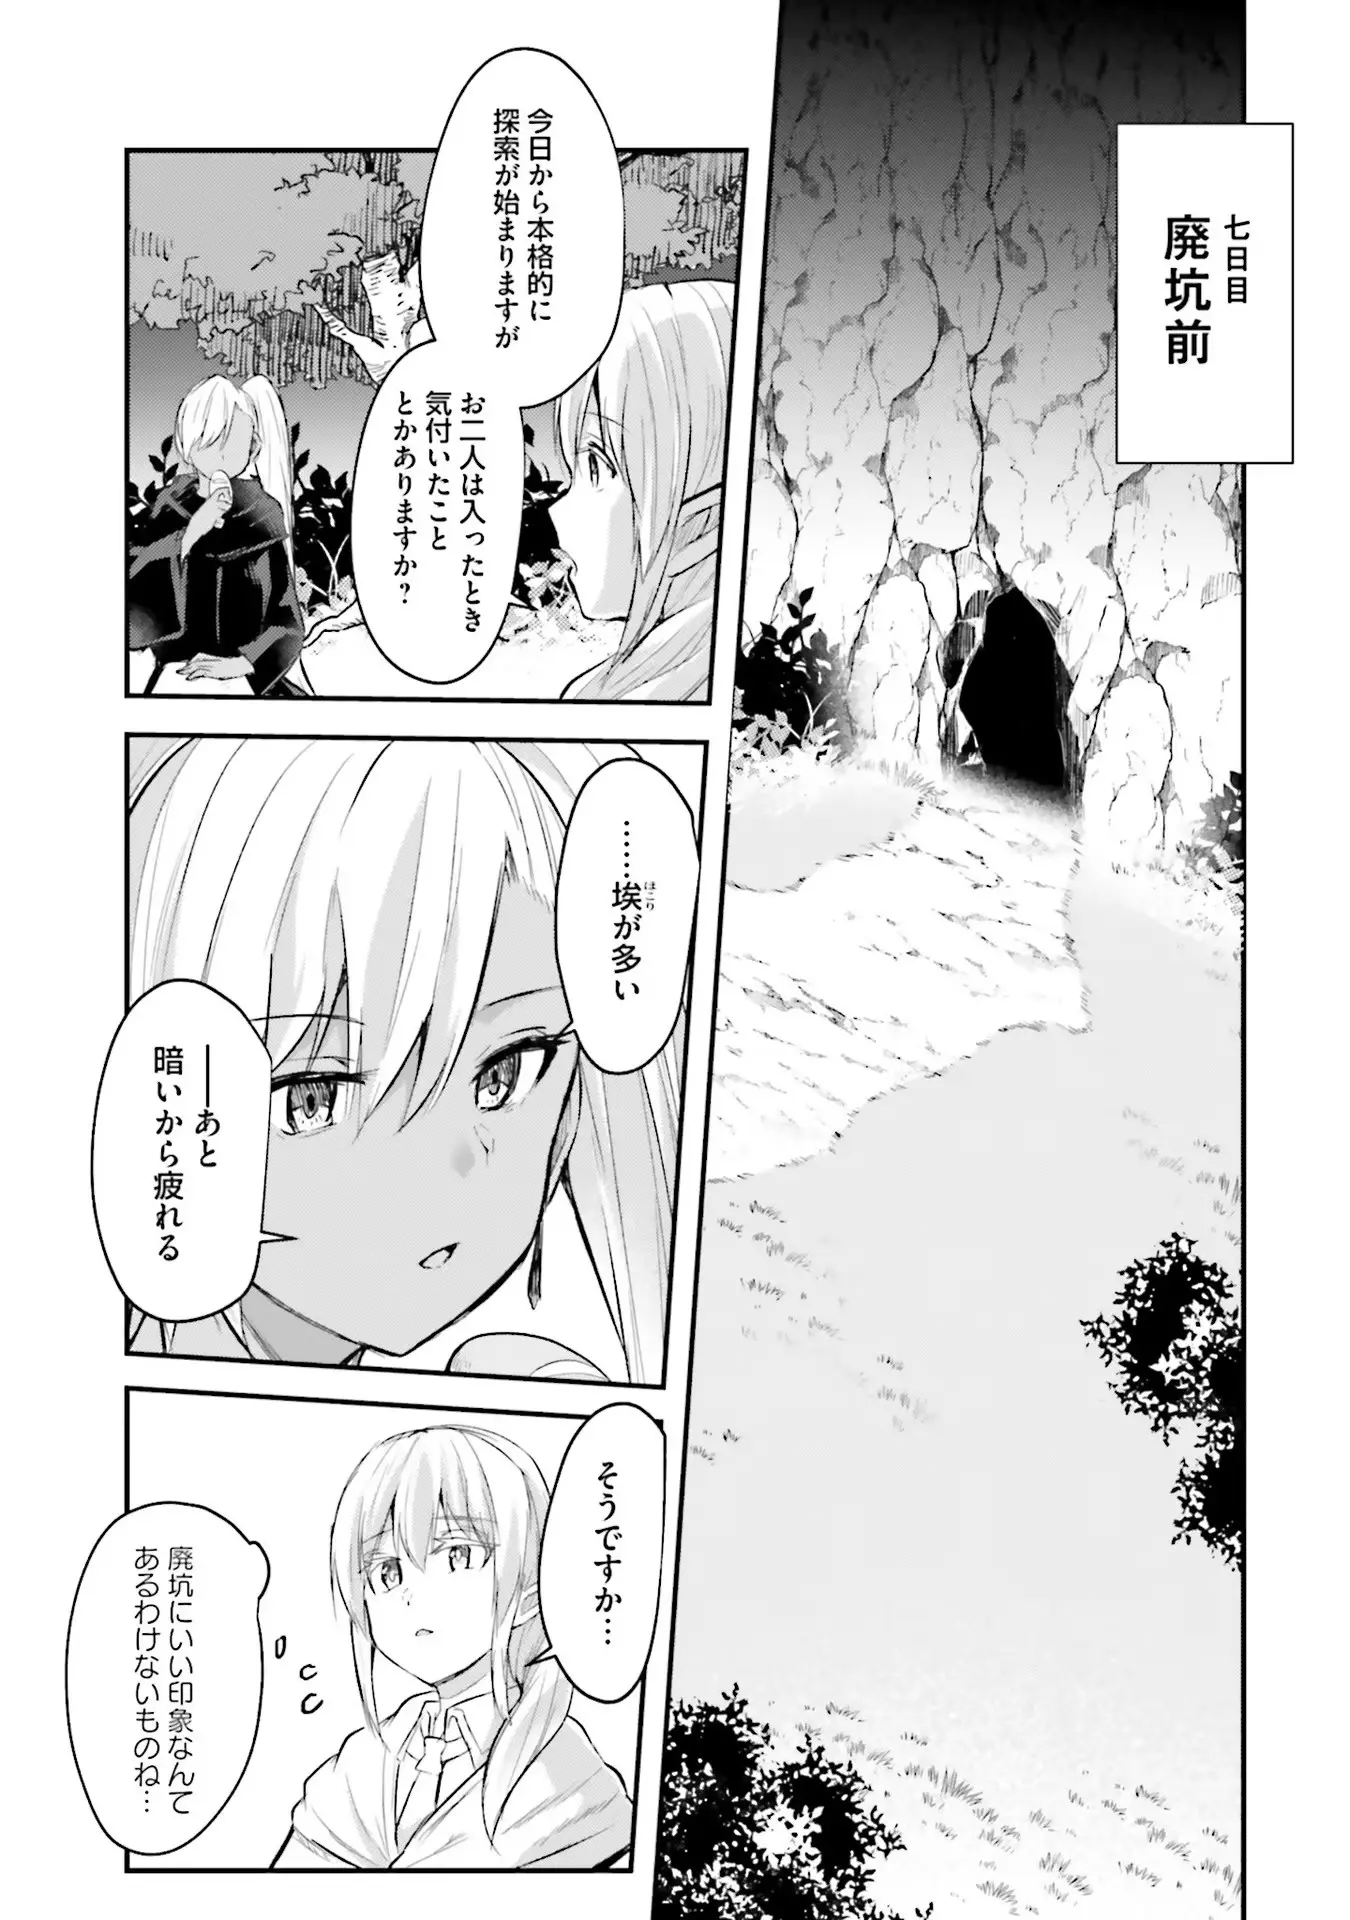 七日目
廃坑前
今日から本格的に
探索が始まりますが
お二人は入ったとき
気付いたこと
とかありますか?
……埃が多い
ほこり
──あと
暗いから疲れる
そうですか…
廃坑にいい印象なんて
あるわけないものね…